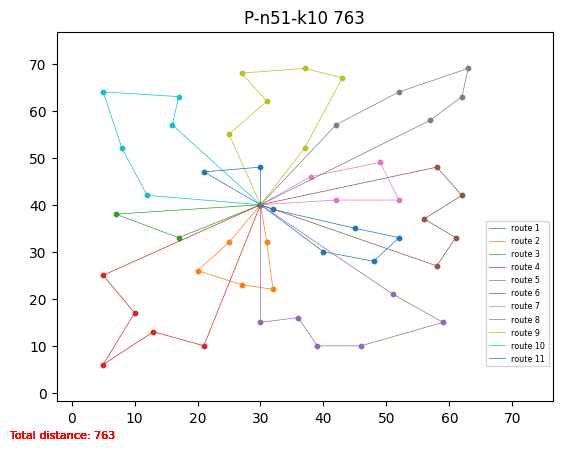 P-n51-k10 763
70
60
50
40
30
20
10
0
0 10 20 30 40 50 60 70
route 1
route 2
route 3
route 4
route 5
route 6
route 7
route 8
route 9
route 10
route 11
Total distance: 763